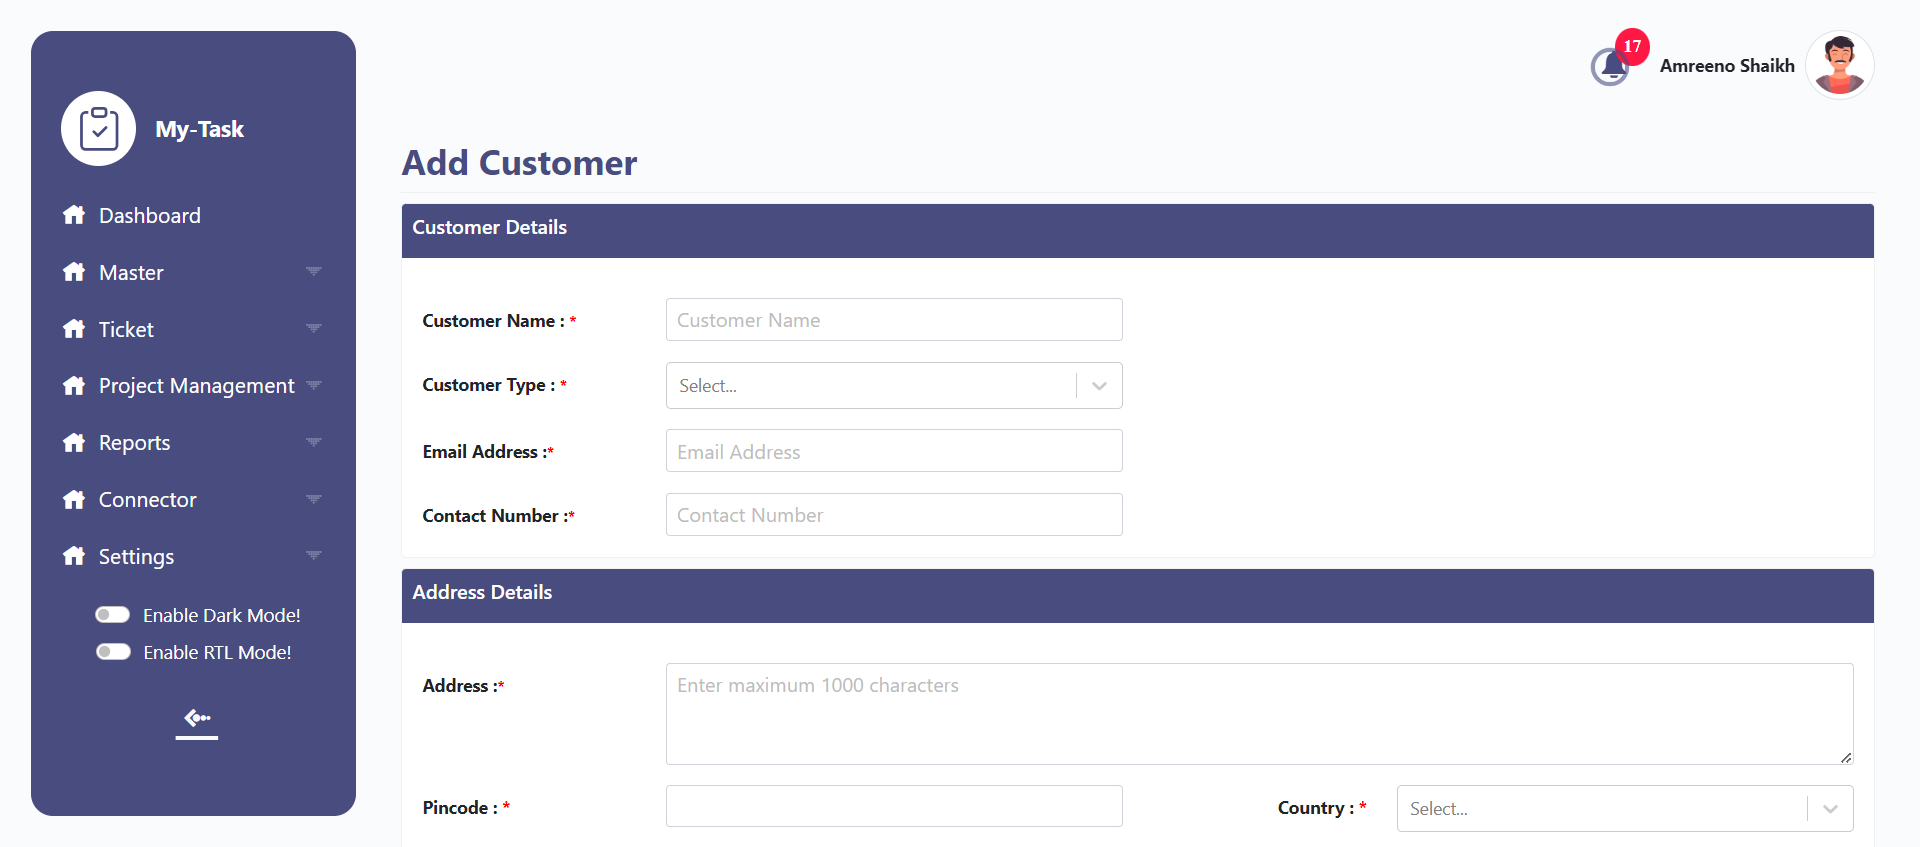 17
Amreeno Shaikh
My-Task
Dashboard
Master
Ticket
Project Management
Reports
Connector
Settings
Enable Dark Mode!
Enable RTL Mode!
Add Customer
Customer Details
Customer Name : * Customer Name
Customer Type : * Select...
Email Address :* Email Address
Contact Number :* Contact Number
Address Details
Address :* Enter maximum 1000 characters
Pincode : * Country : * Select...